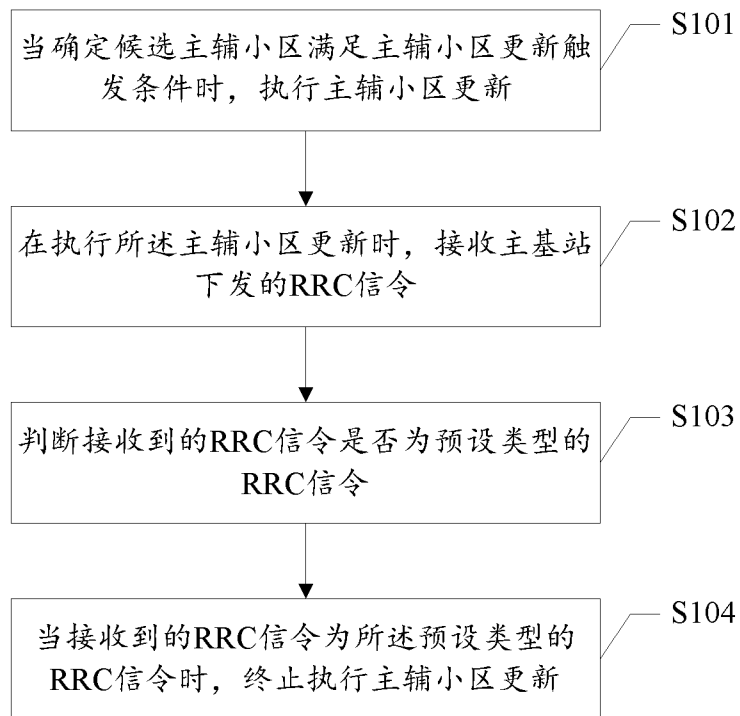 当确定候选主辅小区满足主辅小区更新触
发条件时，执行主辅小区更新
S101
在执行所述主辅小区更新时，接收主基站
下发的RRC信令
S102
判断接收到的RRC信令是否为预设类型的
RRC信令
S103
当接收到的RRC信令为所述预设类型的
RRC信令时，终止执行主辅小区更新
S104